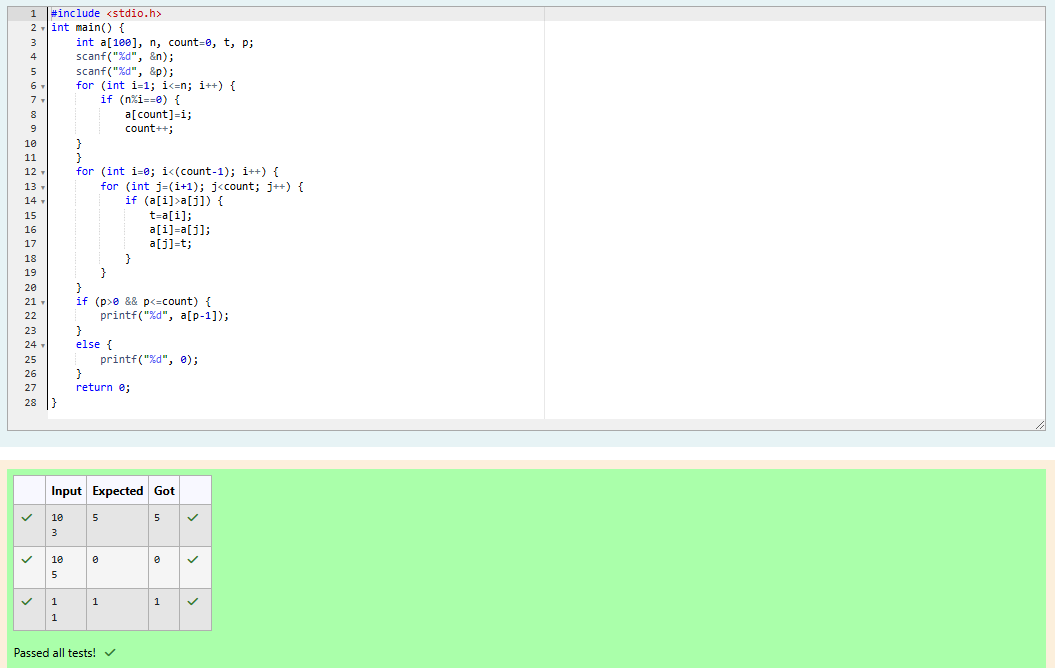 1 #include <stdio.h>
2 int main() {
3     int a[100], n, count=0, t, p;
4     scanf("%d", &n);
5     scanf("%d", &p);
6     for (int i=1; i<=n; i++) {
7         if (n%i==0) {
8             a[count]=i;
9             count++;
10     }
11     }
12     for (int i=0; i<(count-1); i++) {
13         for (int j=(i+1); j<count; j++) {
14             if (a[i]>a[j]) {
15                 t=a[i];
16                 a[i]=a[j];
17                 a[j]=t;
18             }
19         }
20     }
21     if (p>0 && p<=count) {
22         printf("%d", a[p-1]);
23     }
24     else {
25         printf("%d", 0);
26     }
27     return 0;
28 }
Input Expected Got
✓ 10 5 5 ✓
3
✓ 10 0 0 ✓
5
✓ 1 1 1 ✓
1
Passed all tests! ✓